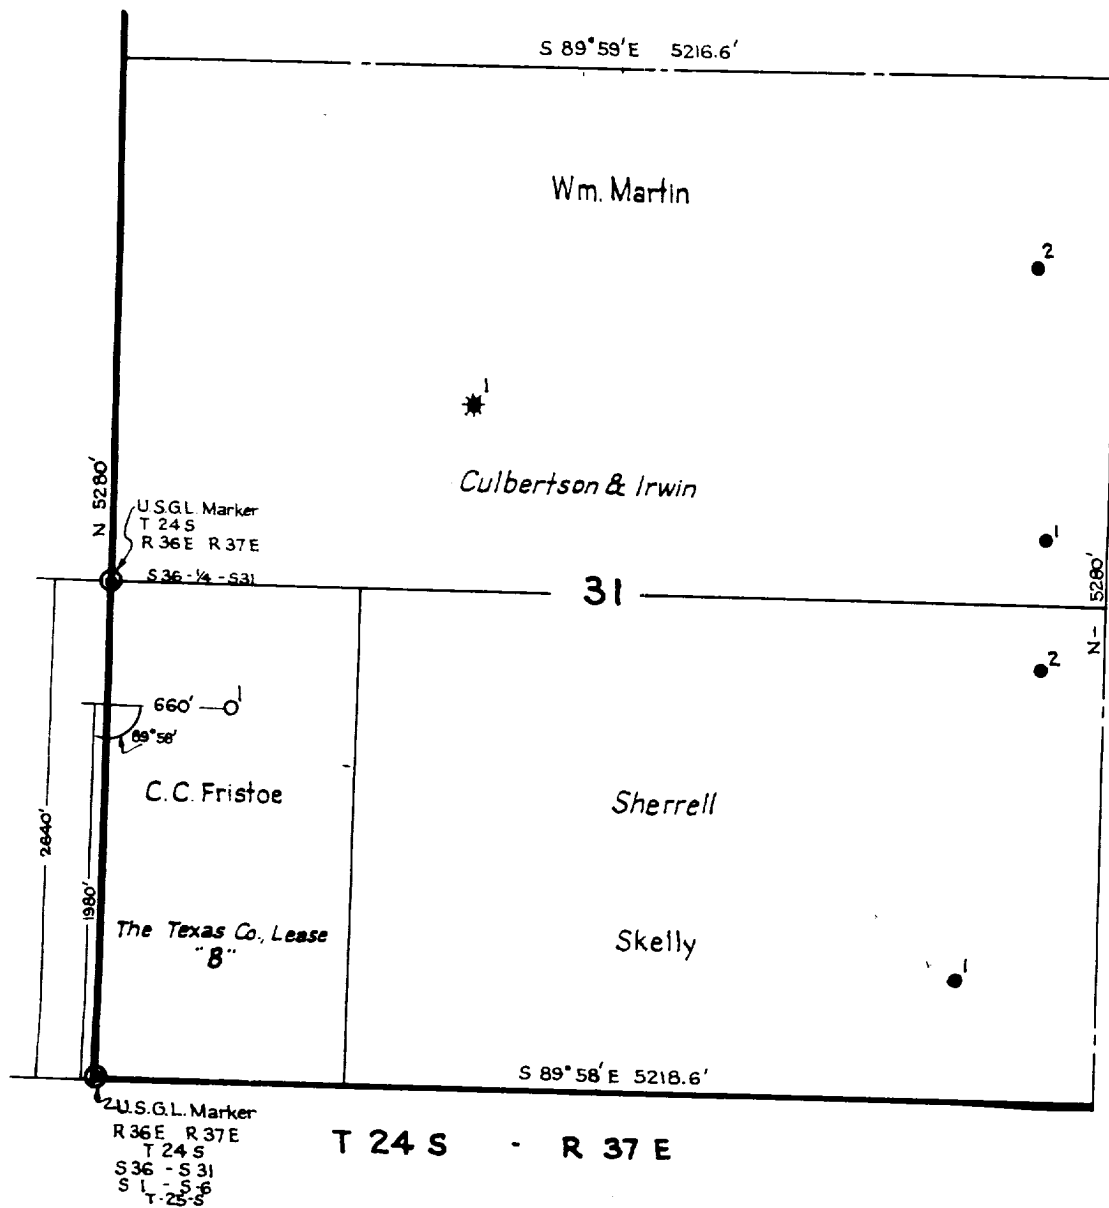 S 89°59'E 5216.6'
Wm. Martin
2
1
Culbertson & Irwin
N 5280'
U.S.G.L. Marker
T 24 S
R 36 E R 37 E
S 36 - ¼ - S31
1
31
N - 5280'
2
660'
1
89°58'
C.C. Fristoe
Sherrell
2640'
1980'
The Texas Co., Lease
"B"
Skelly
1
S 89°58'E 5218.6'
U.S.G.L. Marker
R 36 E R 37 E
T 24 S
S 36 - S 31
S 1 - S-6
T-25-S
T 24 S - R 37 E